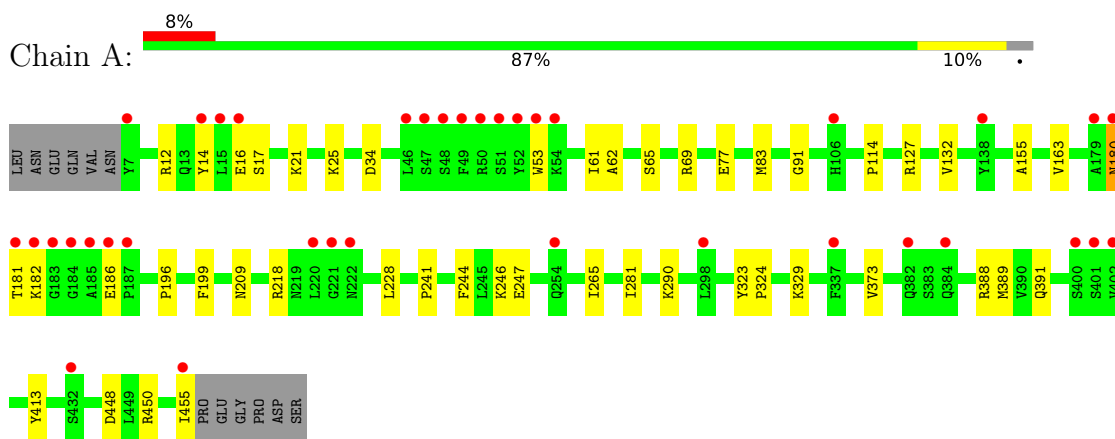 8%
Chain A:
87% 10% •
LEU ASN GLU GLN VAL ASN Y7 R12 Q13 Y14 L15 E16 S17 K21 K25 D34 L46 S47 S48 F49 R50 S51 Y52 W53 K54 I61 A62 S65 R69 E77 M83 G91 H106 P114 R127 V132 Y138 A155 V163 A179 N180
T181 K182 G183 G184 A185 E186 P187 P196 F199 N209 R218 N219 L220 G221 N222 L228 P241 F244 L245 K246 E247 Q254 I265 I281 K290 L298 Y323 P324 K329 F337 V373 Q382 S383 Q384 R388 M389 V390 Q391 S400 S401
Y413 S432 D448 L449 R450 I455 PRO GLU GLY PRO ASP SER